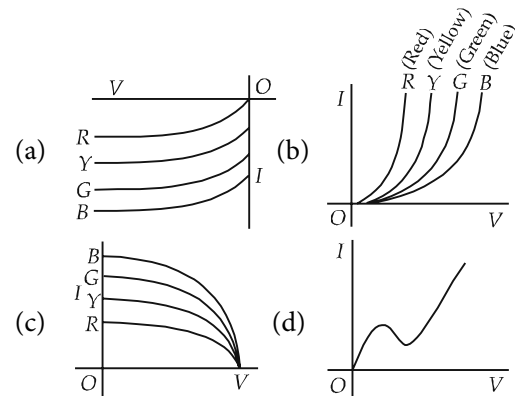 (a)
V
O
R
Y
G
B
I
(b)
I
R (Red)
Y (Yellow)
G (Green)
B (Blue)
O
V
(c)
B
G
I
Y
R
O
V
(d)
I
O
V